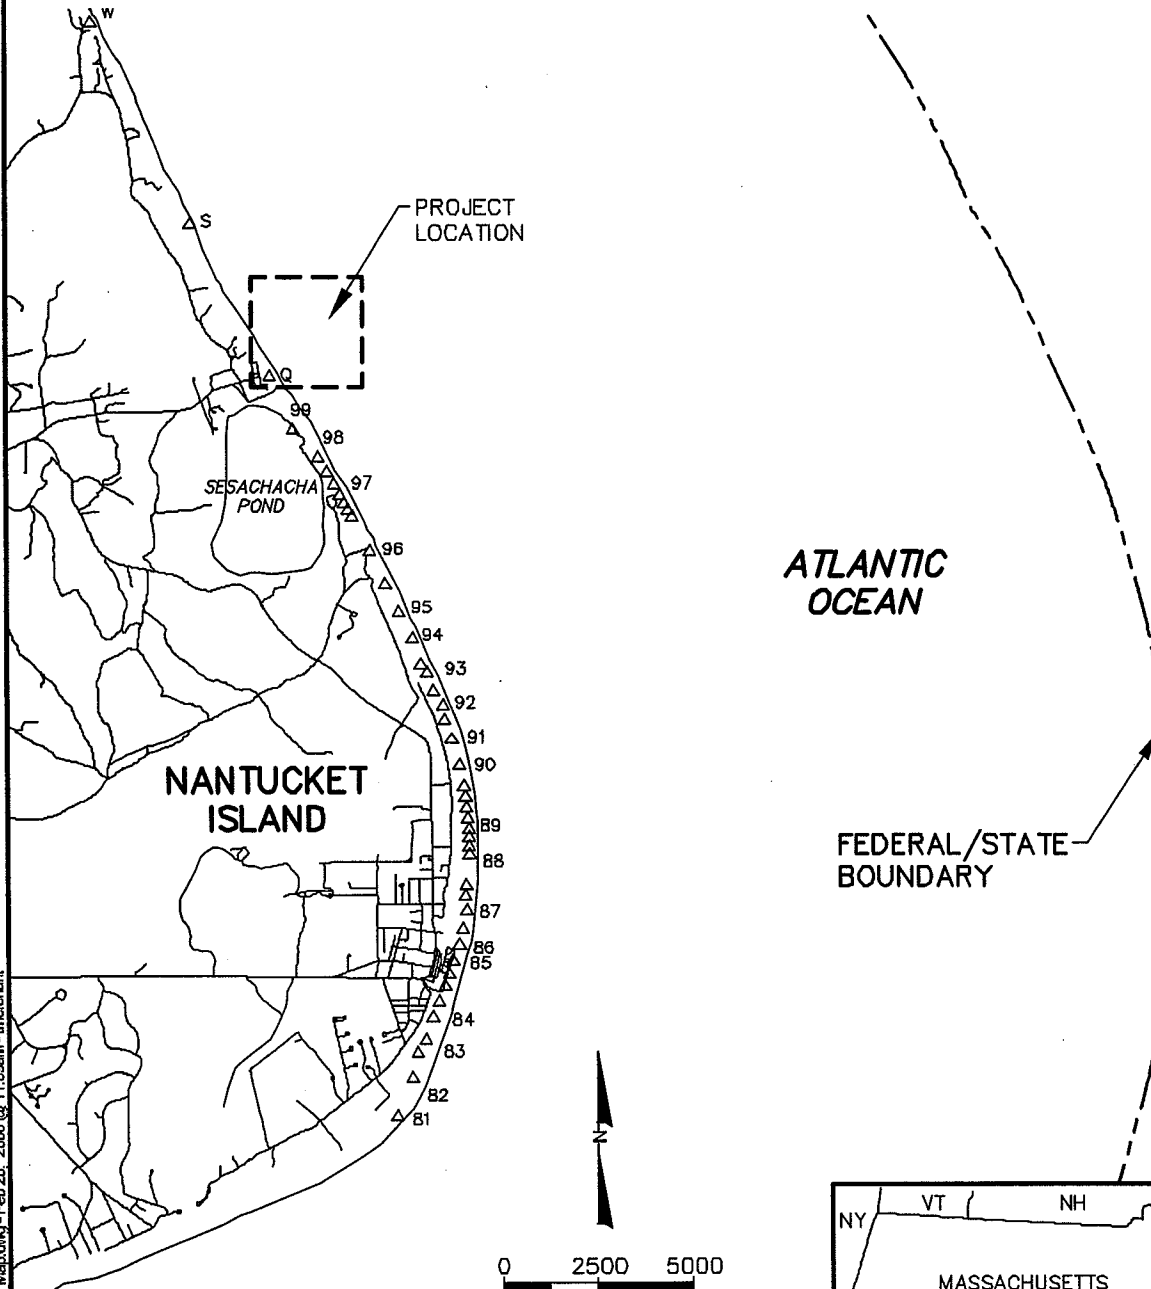 W
S
PROJECT
LOCATION
Q
99
98
97
SESACHACHA
POND
96
95
94
93
92
91
90
89
88
87
86
85
84
83
82
81
ATLANTIC
OCEAN
NANTUCKET
ISLAND
FEDERAL/STATE
BOUNDARY
N
0 2500 5000
NY VT NH
MASSACHUSETTS